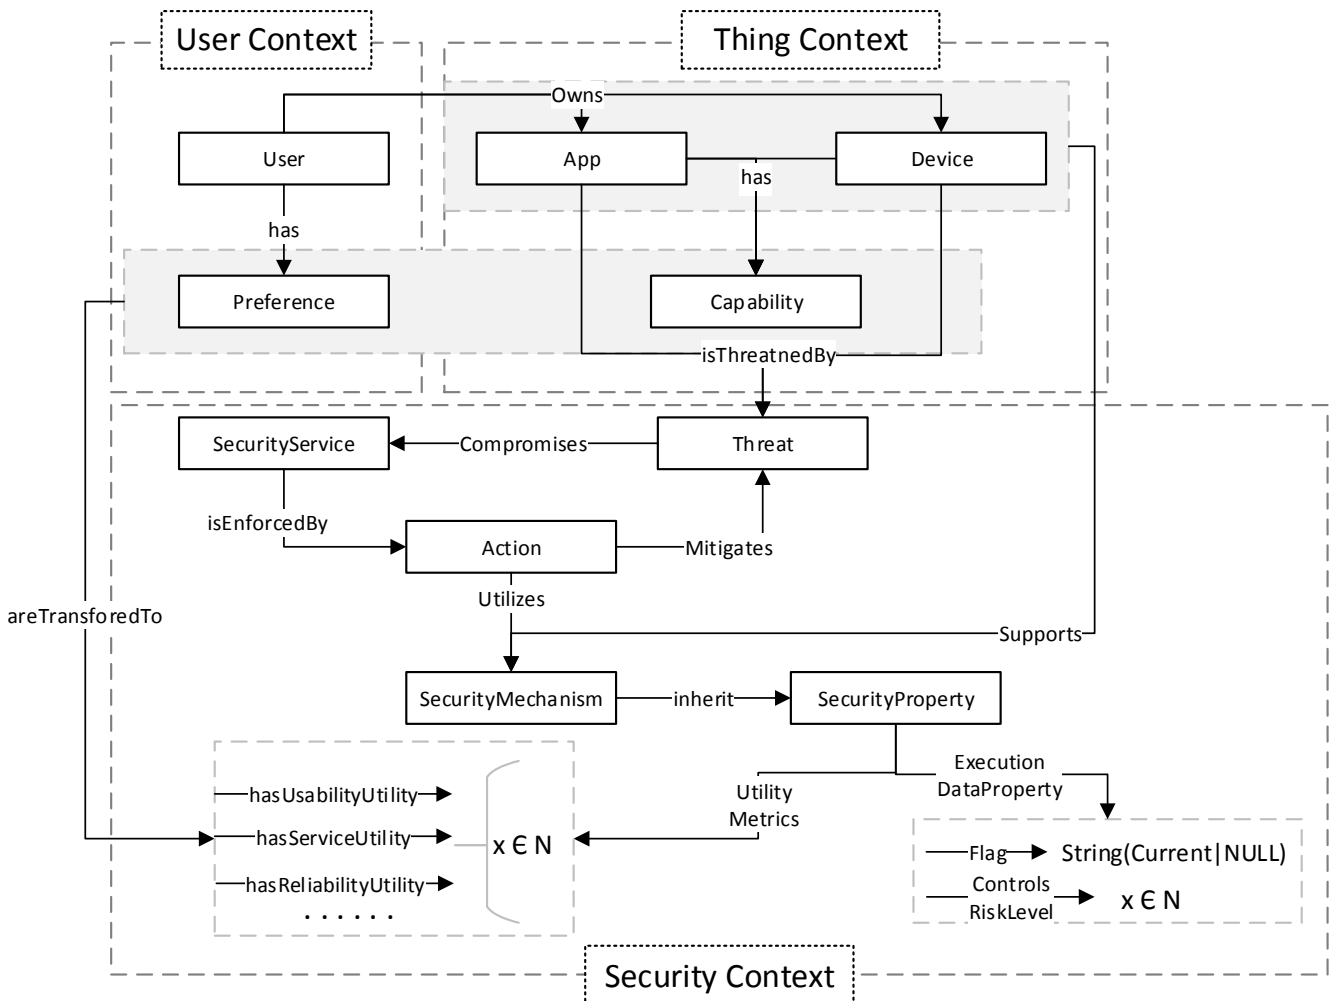 User Context
Thing Context
Owns
User
App
Device
has
has
Preference
Capability
isThreatnedBy
SecurityService
Compromises
Threat
isEnforcedBy
Action
Mitigates
Utilizes
areTransforedTo
Supports
SecurityMechanism
inherit
SecurityProperty
Execution
DataProperty
Utility
Metrics
hasUsabilityUtility
hasServiceUtility
x Є N
hasReliabilityUtility
. . . . . .
Flag
String(Current|NULL)
Controls
RiskLevel
x Є N
Security Context